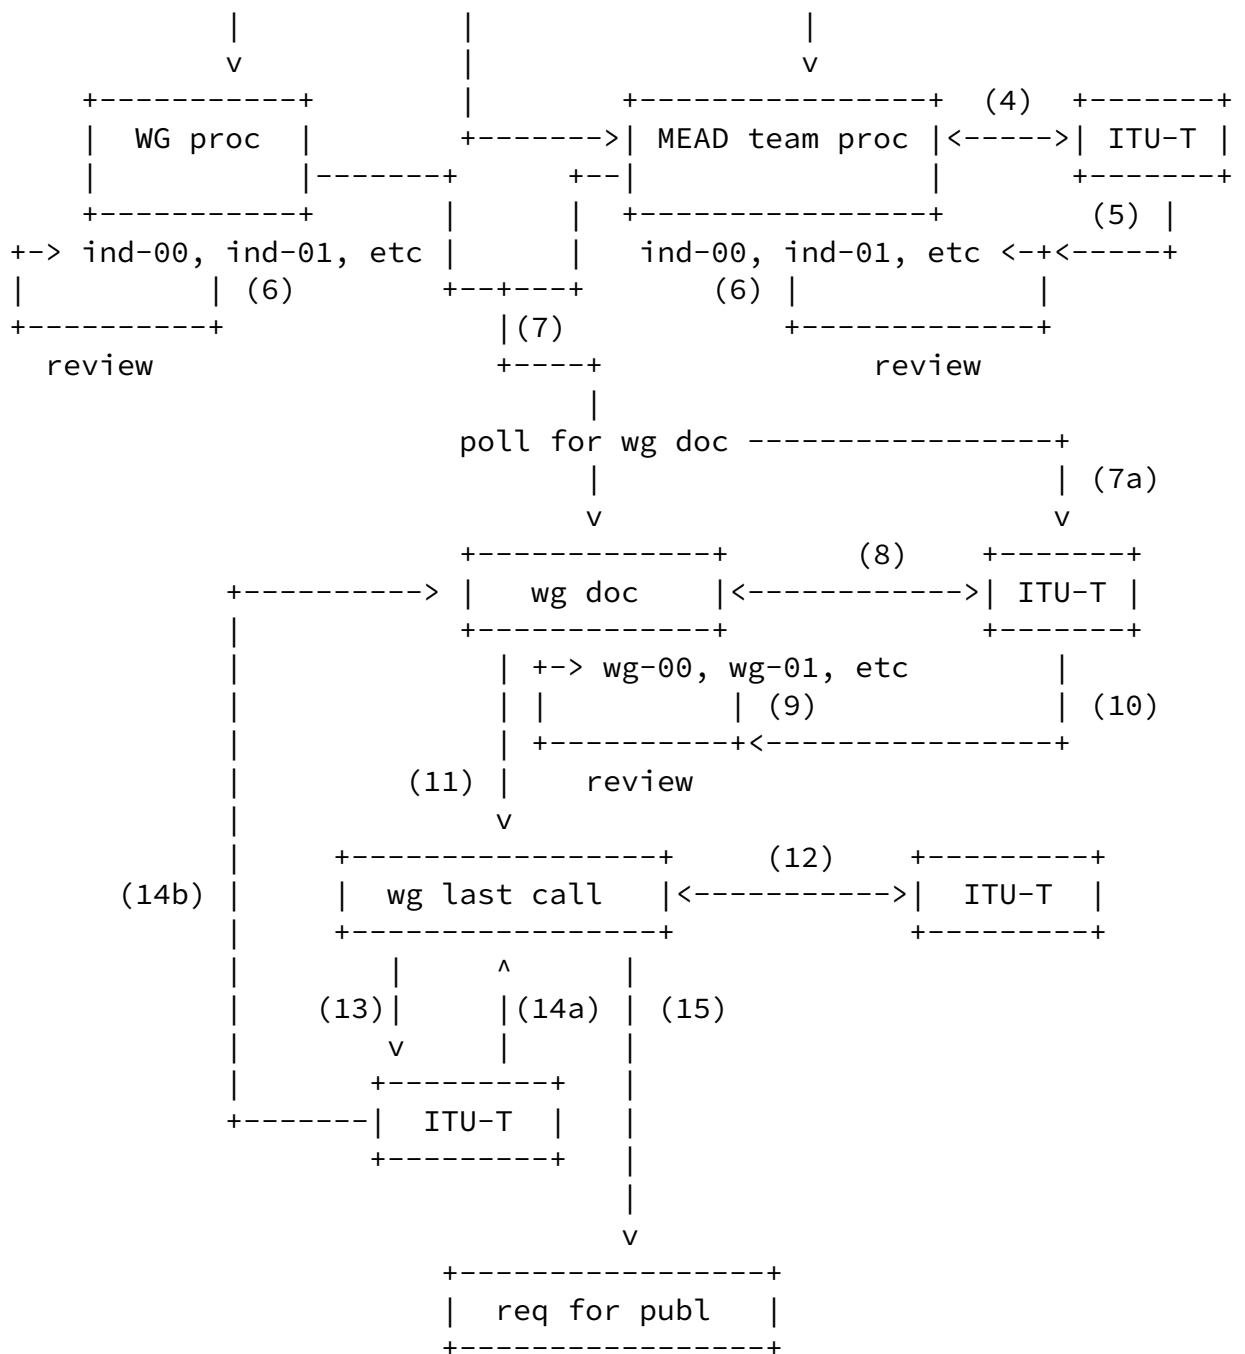 (4)
WG proc MEAD team proc ITU-T
(5)
ind-00, ind-01, etc ind-00, ind-01, etc
(6) (6)
(7)
review review
poll for wg doc
(7a)
(8)
wg doc ITU-T
wg-00, wg-01, etc
(9) (10)
(11) review
(12)
(14b) wg last call ITU-T
(13) (14a) (15)
ITU-T
req for publ